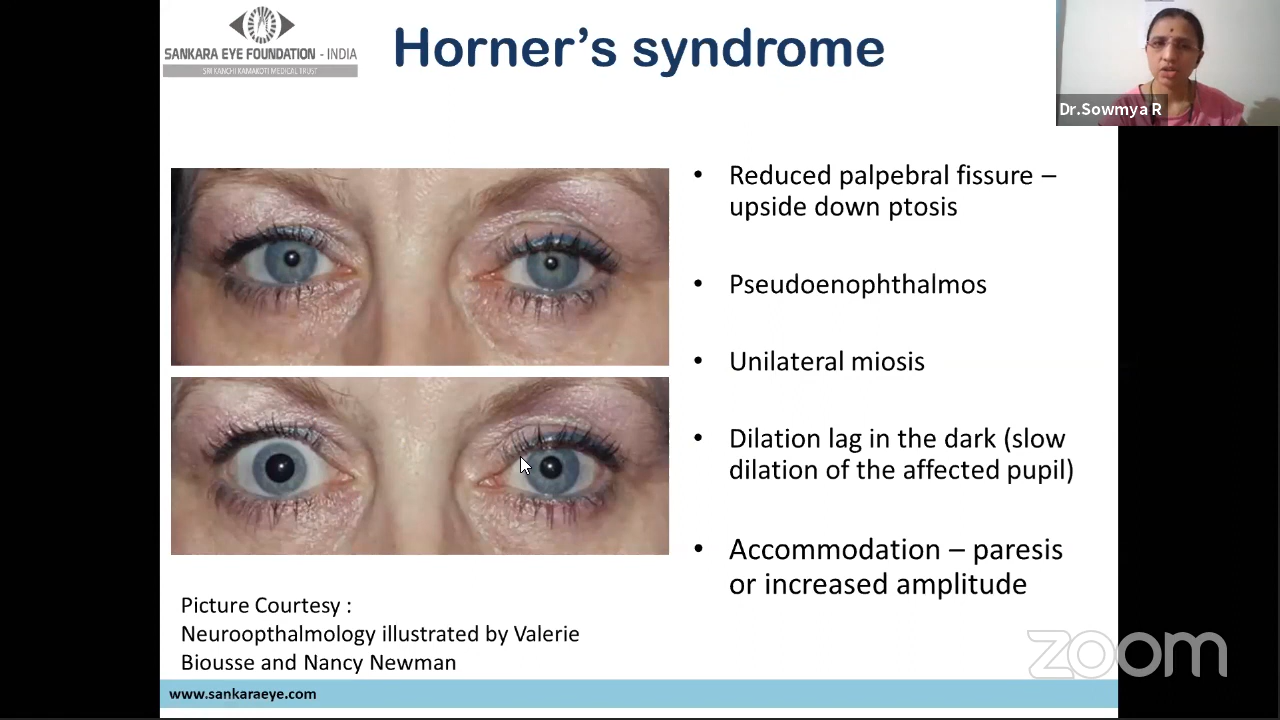 SANKARA EYE FOUNDATION - INDIA
SRI KANCHI KAMAKOTI MEDICAL TRUST
Horner's syndrome
Dr.Sowmya R
• Reduced palpebral fissure –
upside down ptosis
• Pseudoenophthalmos
• Unilateral miosis
• Dilation lag in the dark (slow
dilation of the affected pupil)
• Accommodation – paresis
or increased amplitude
Picture Courtesy :
Neuroopthalmology illustrated by Valerie
Biousse and Nancy Newman
zoom
www.sankaraeye.com